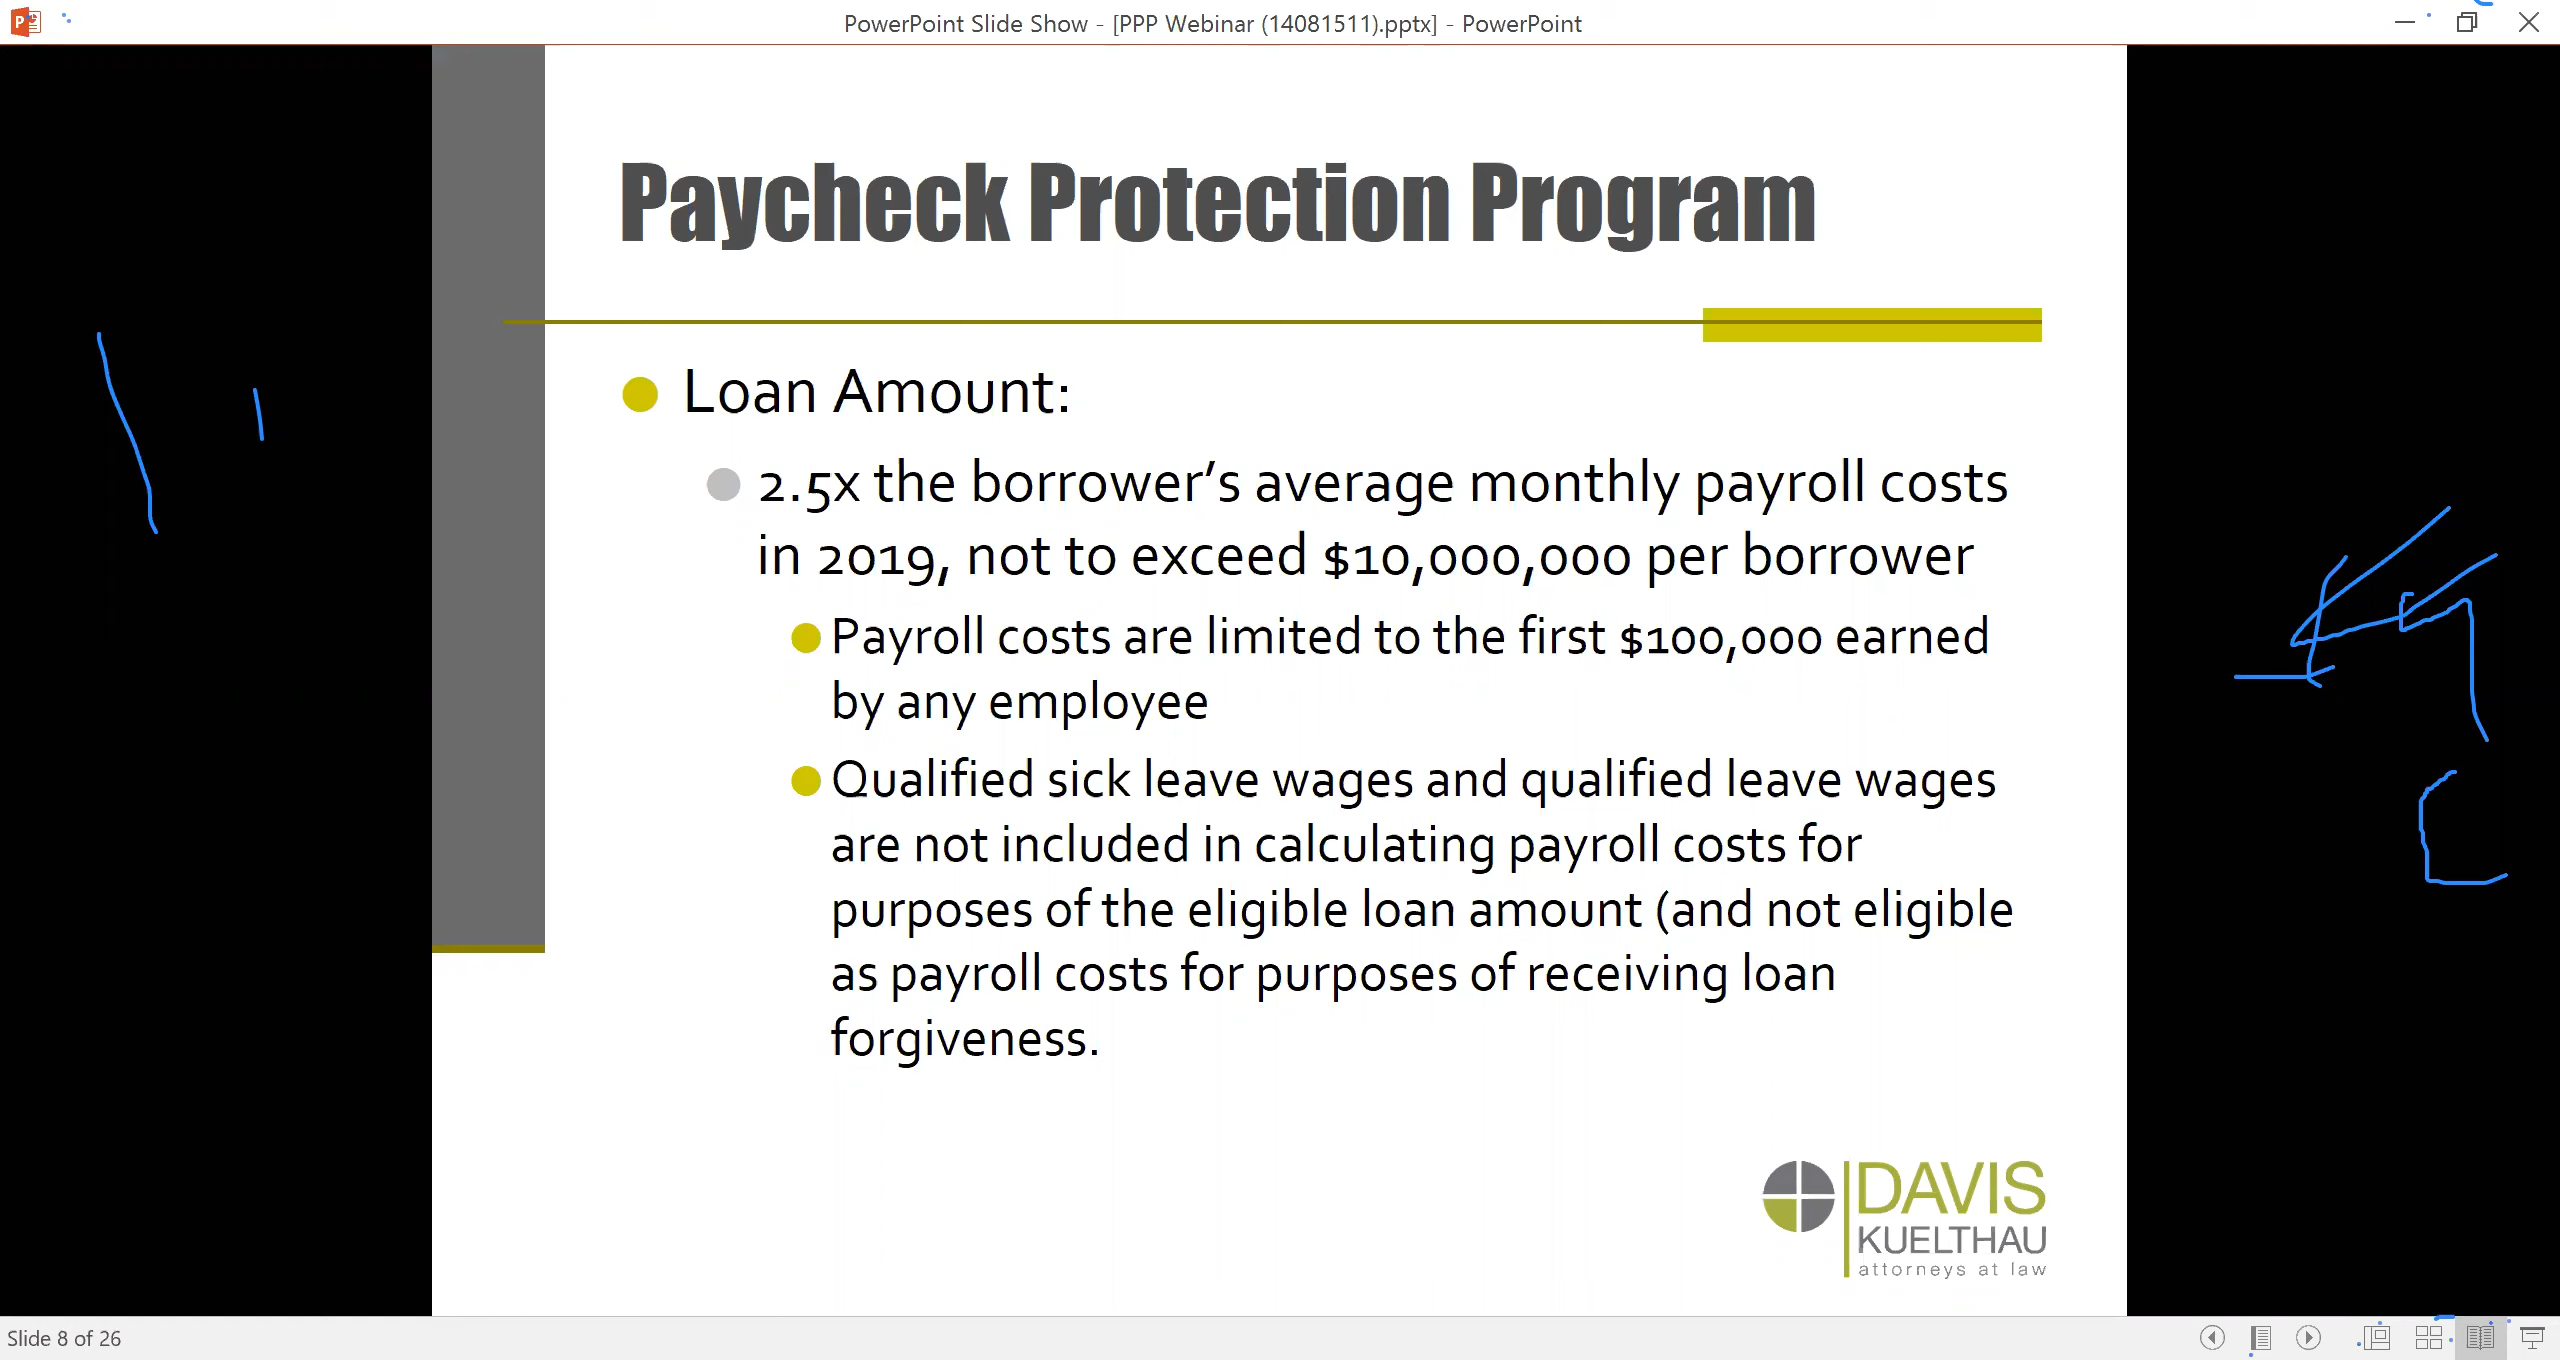 PowerPoint Slide Show - [PPP Webinar (14081511).pptx] - PowerPoint
Paycheck Protection Program
Loan Amount:
2.5x the borrower’s average monthly payroll costs
in 2019, not to exceed $10,000,000 per borrower
Payroll costs are limited to the first $100,000 earned
by any employee
Qualified sick leave wages and qualified leave wages
are not included in calculating payroll costs for
purposes of the eligible loan amount (and not eligible
as payroll costs for purposes of receiving loan
forgiveness.
DAVIS
KUELTHAU
attorneys at law
Slide 8 of 26